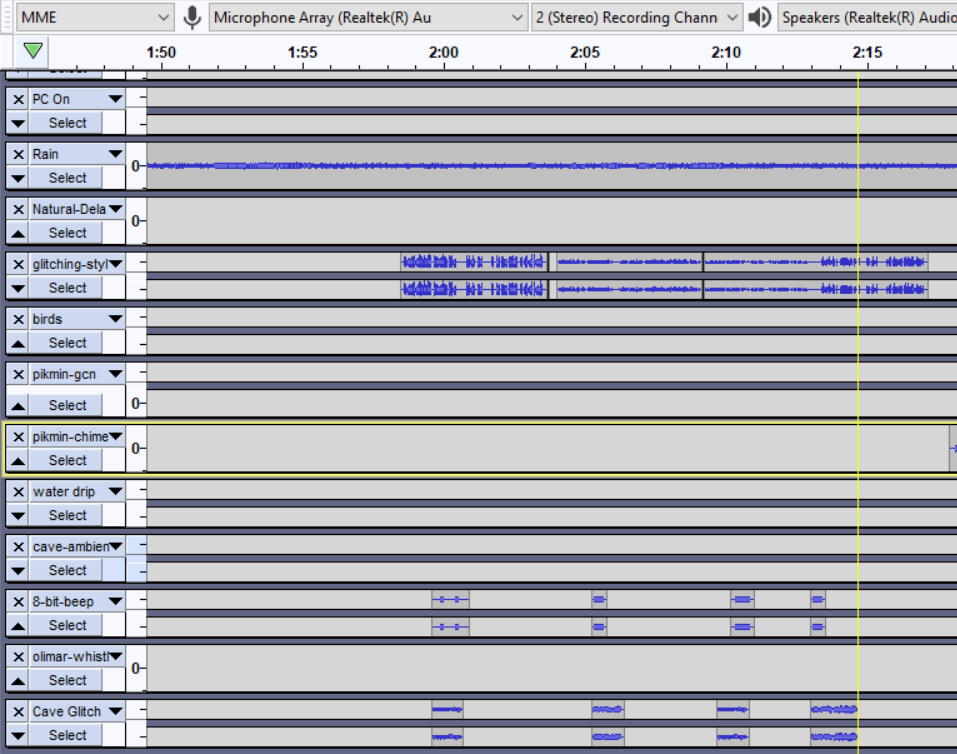 MME Microphone Array (Realtek(R) Au 2 (Stereo) Recording Chann Speakers (Realtek(R) Audio
1:50 1:55 2:00 2:05 2:10 2:15
PC On
Select
Rain
Select
0
Natural-Dela
Select
0
glitching-styl
Select
birds
Select
pikmin-gcn
Select
0
pikmin-chime
Select
0
water drip
Select
cave-ambien
Select
8-bit-beep
Select
olimar-whistl
Select
0
Cave Glitch
Select